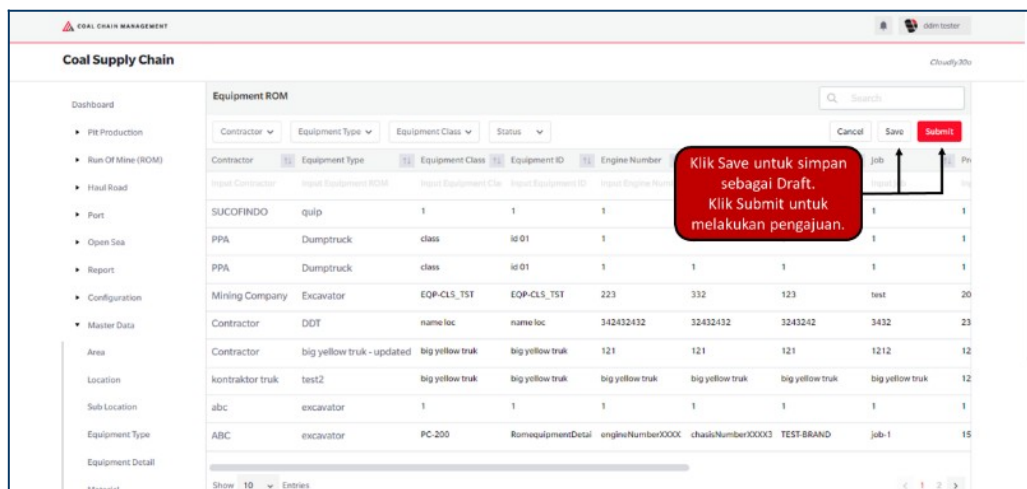 COAL CHAIN MANAGEMENT
ddm tester
Coal Supply Chain
Cloudy30u
Dashboard
Pit Production
Run Of Mine (ROM)
Haul Road
Port
Open Sea
Report
Configuration
Master Data
Area
Location
Sub Location
Equipment Type
Equipment Detail
Material
Equipment ROM
Search
Contractor Equipment Type Equipment Class Status Cancel Save Submit
Contractor Equipment Type Equipment Class Equipment ID Engine Number Job
Input Contractor Input Equipment ROM Input Equipment Cla Input Equipment ID Input Engine Num
SUCOFINDO quip 1 1 1 1 1
PPA Dumptruck class id 01 1 1 1
PPA Dumptruck class id 01 1 1 1 1 1
Mining Company Excavator EQP-CLS_TST EQP-CLS_TST 223 332 123 test 20
Contractor DDT name loc name loc 342432432 32432432 3243242 3432 23
Contractor big yellow truk - updated big yellow truk big yellow truk 121 121 121 1212 12
kontraktor truk test2 big yellow truk big yellow truk big yellow truk big yellow truk big yellow truk big yellow truk 12
abc excavator 1 1 1 1 1 1 1
ABC excavator PC-200 RomequipmentDetai engineNumberXXXX chasisNumberXXXX3 TEST-BRAND job-1 15
Klik Save untuk simpan
sebagai Draft.
Klik Submit untuk
melakukan pengajuan.
Show 10 Entries
1 2